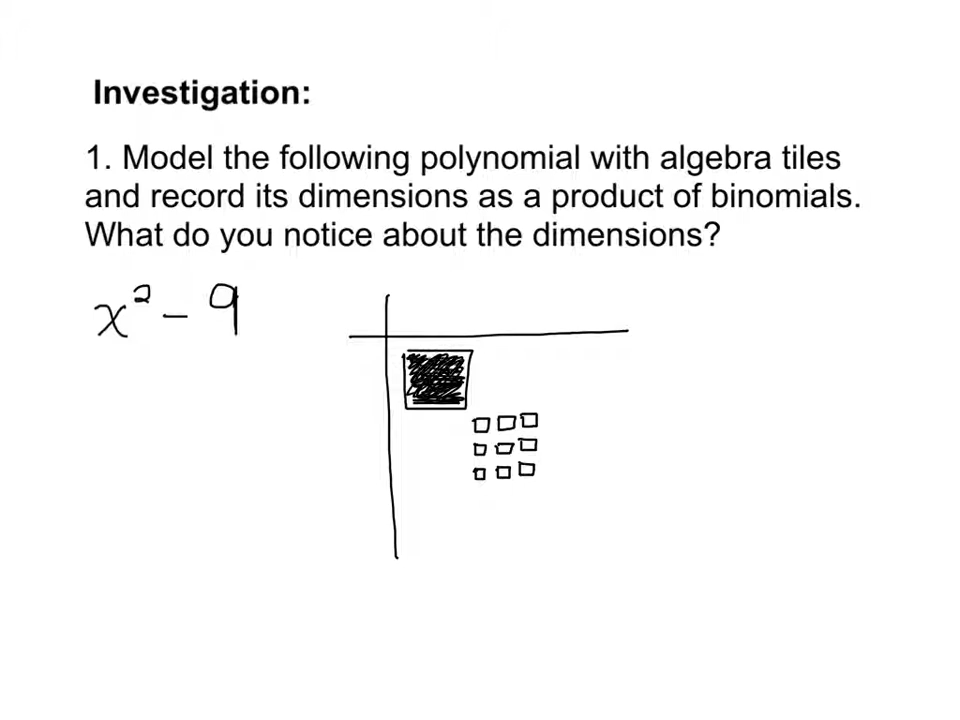 Investigation:
1. Model the following polynomial with algebra tiles
and record its dimensions as a product of binomials.
What do you notice about the dimensions?
x² - 9